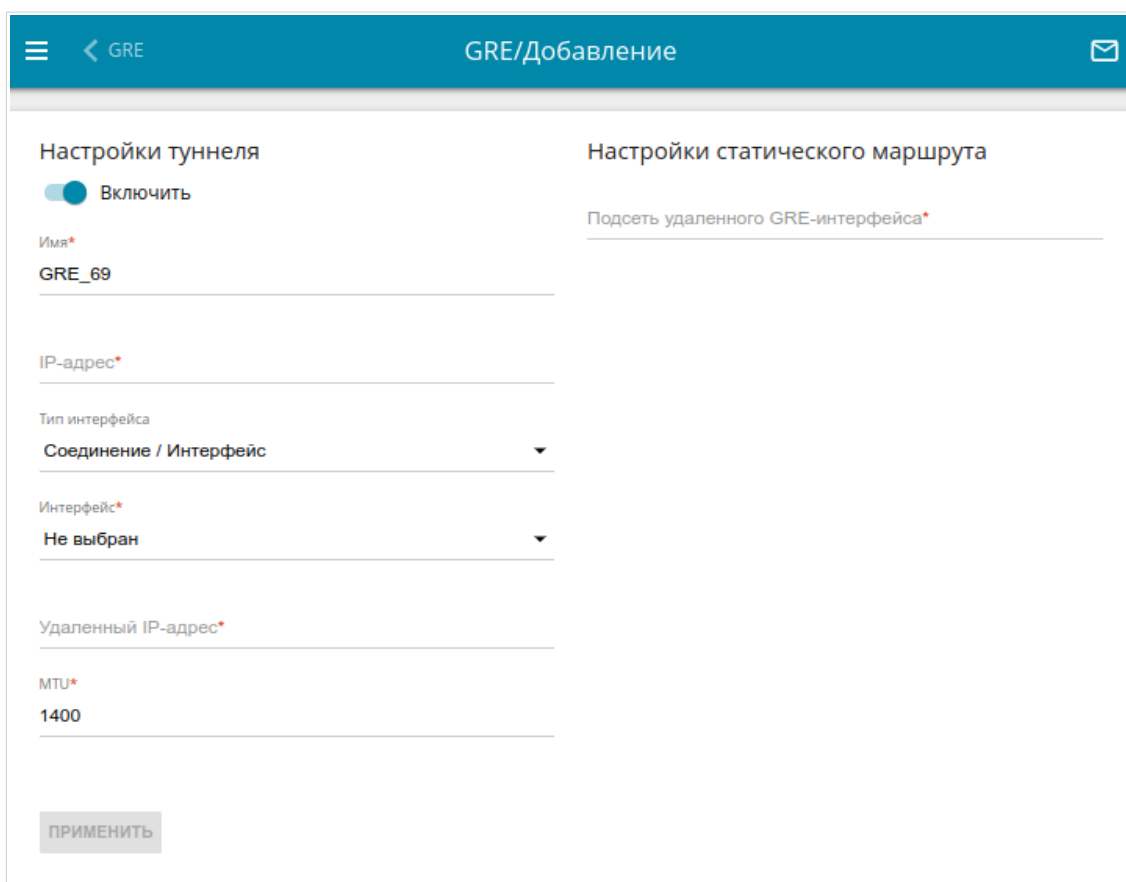 GRE
GRE/Добавление
Настройки туннеля
Включить
Имя*
GRE_69
IP-адрес*
Тип интерфейса
Соединение / Интерфейс
Интерфейс*
Не выбран
Удаленный IP-адрес*
MTU*
1400
ПРИМЕНИТЬ
Настройки статического маршрута
Подсеть удаленного GRE-интерфейса*